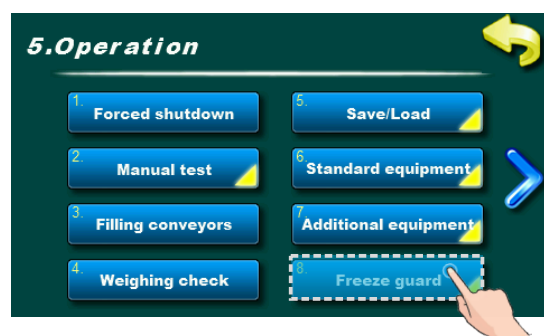 5.Operation
1. Forced shutdown
2. Manual test
3. Filling conveyors
4. Weighing check
5. Save/Load
6. Standard equipment
7. Additional equipment
8. Freeze guard